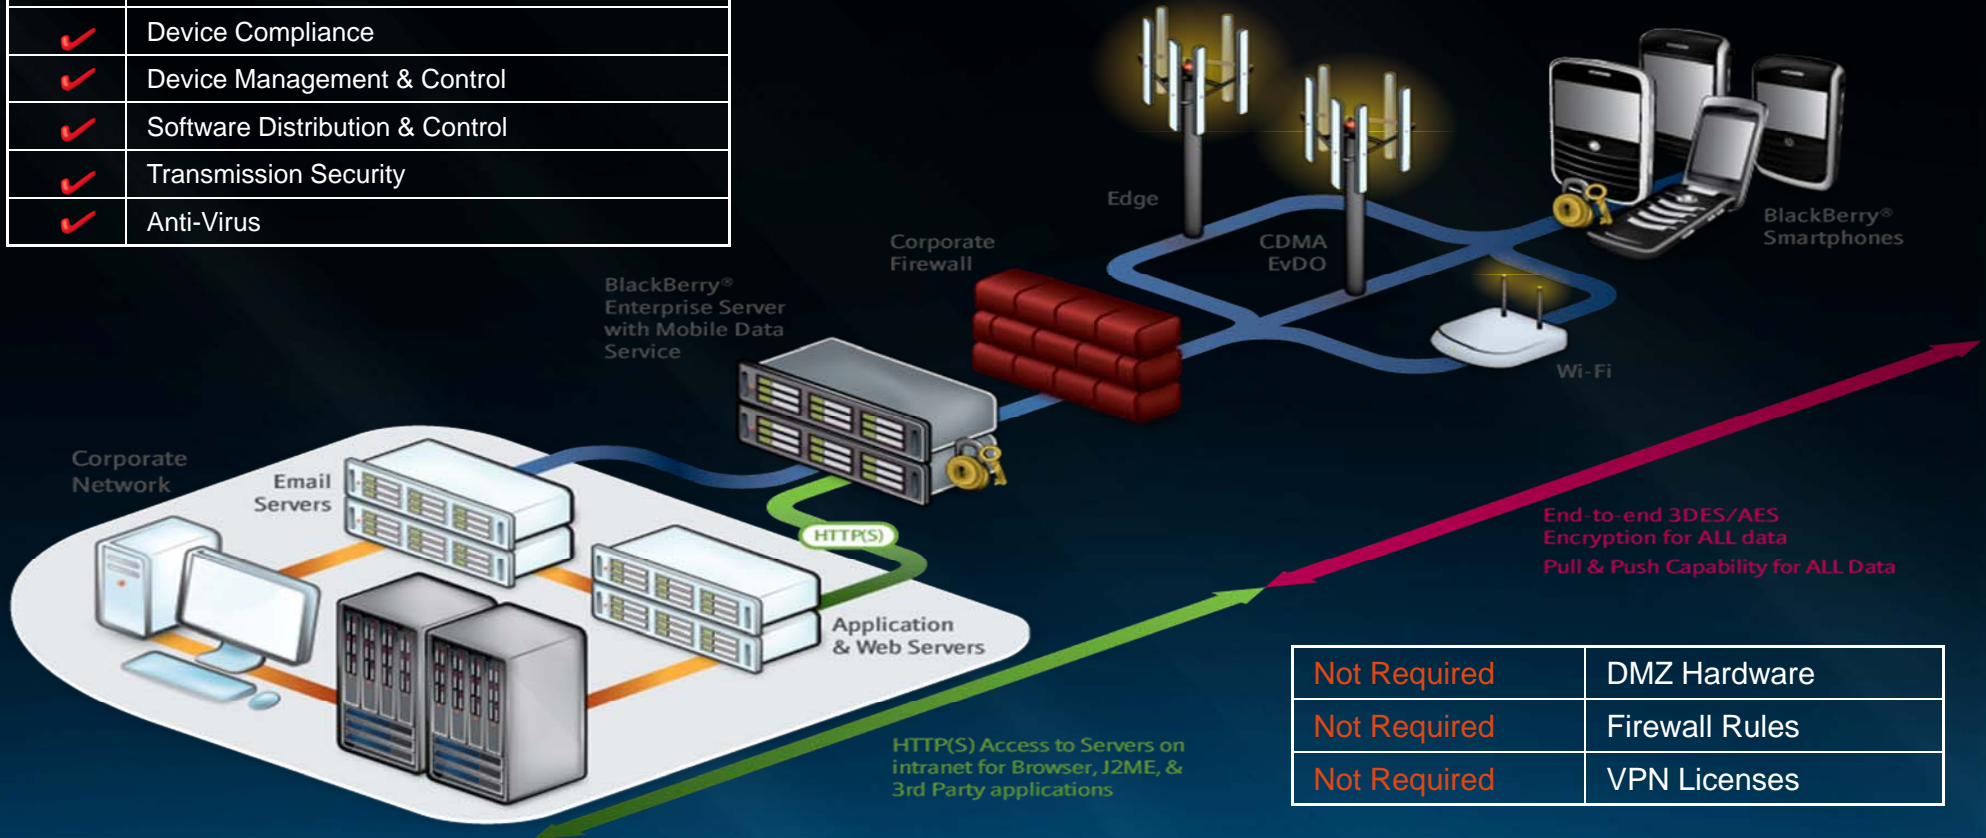 Device Compliance
Device Management & Control
Software Distribution & Control
Transmission Security
Anti-Virus
Edge
CDMA
EvDO
BlackBerry®
Smartphones
Corporate
Firewall
BlackBerry®
Enterprise Server
with Mobile Data
Service
Wi-Fi
Corporate
Network
Email
Servers
HTTP(S)
Application
& Web Servers
End-to-end 3DES/AES
Encryption for ALL data
Pull & Push Capability for ALL Data
HTTP(S) Access to Servers on
intranet for Browser, J2ME, &
3rd Party applications
Not Required DMZ Hardware
Not Required Firewall Rules
Not Required VPN Licenses